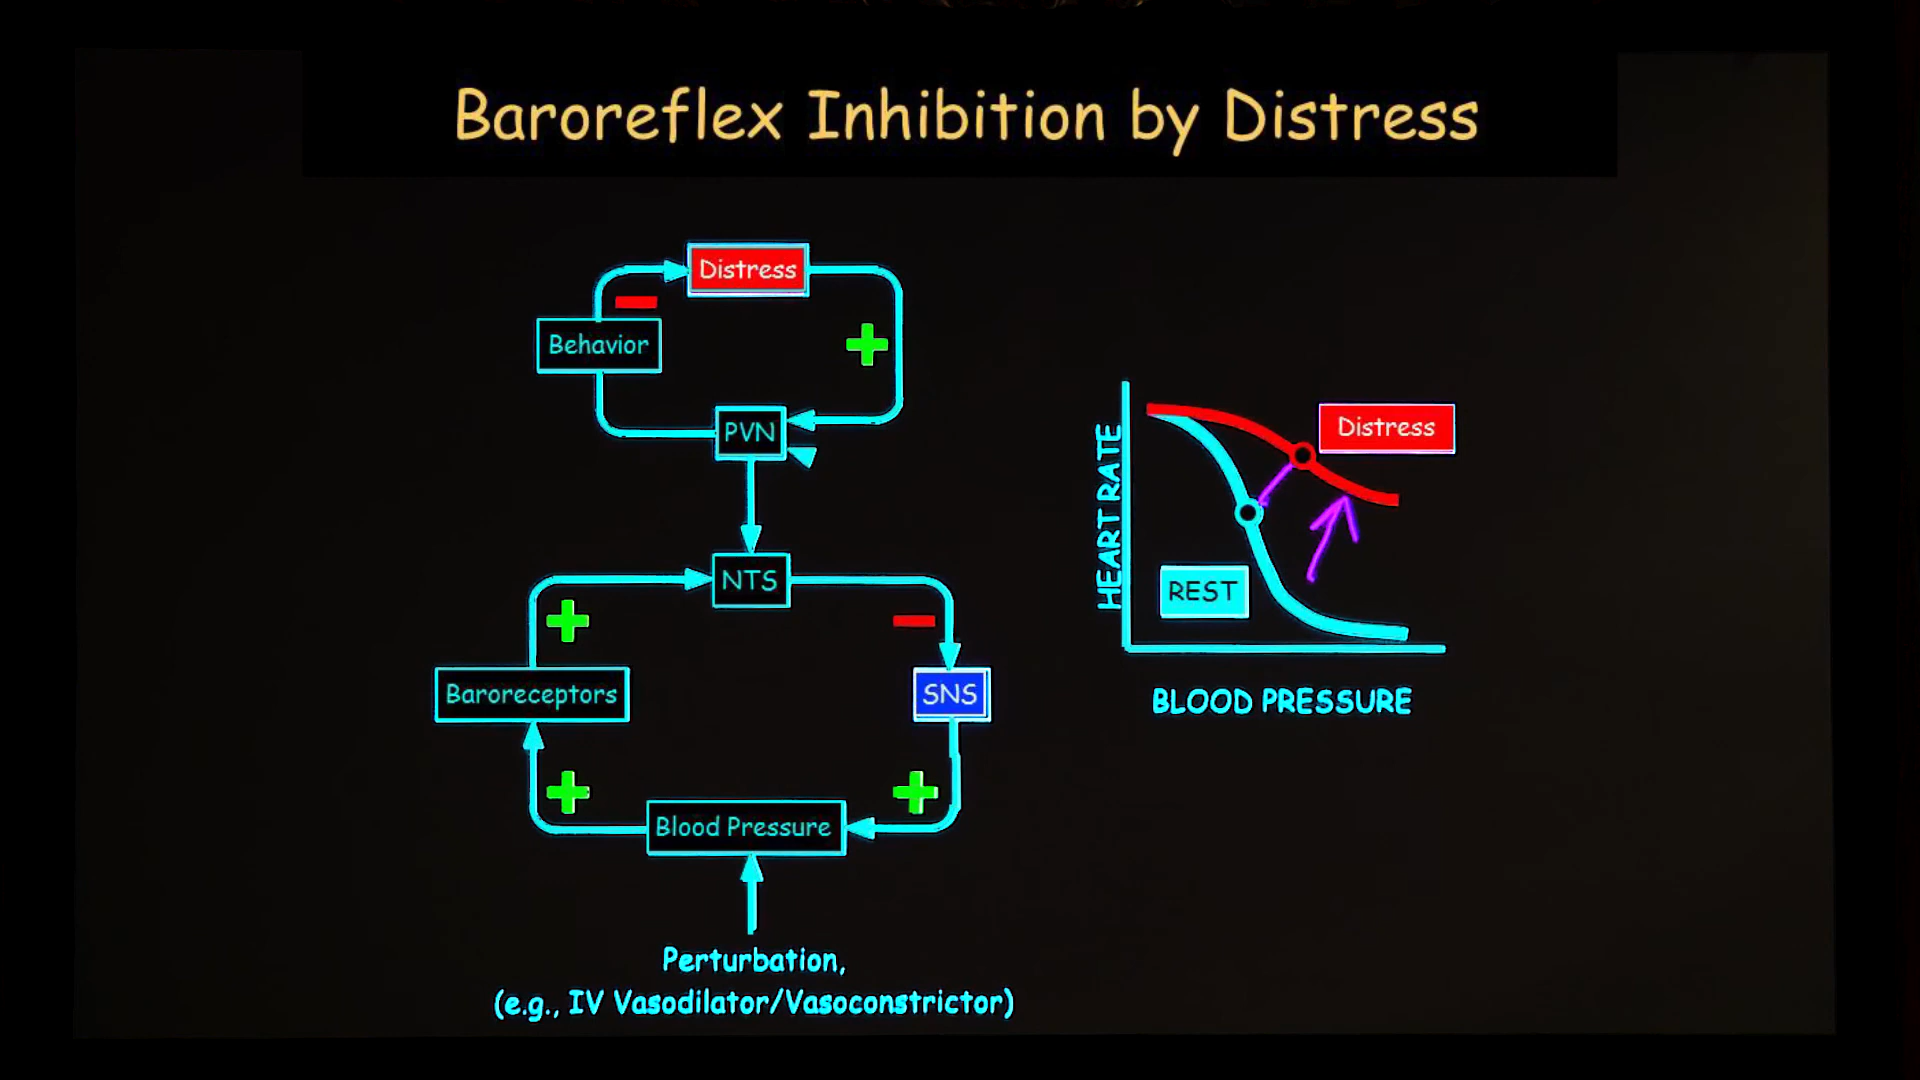 Baroreflex Inhibition by Distress
Distress
Behavior
PVN
NTS
Baroreceptors
SNS
Blood Pressure
Perturbation,
(e.g., IV Vasodilator/Vasoconstrictor)
HEART RATE
Distress
REST
BLOOD PRESSURE